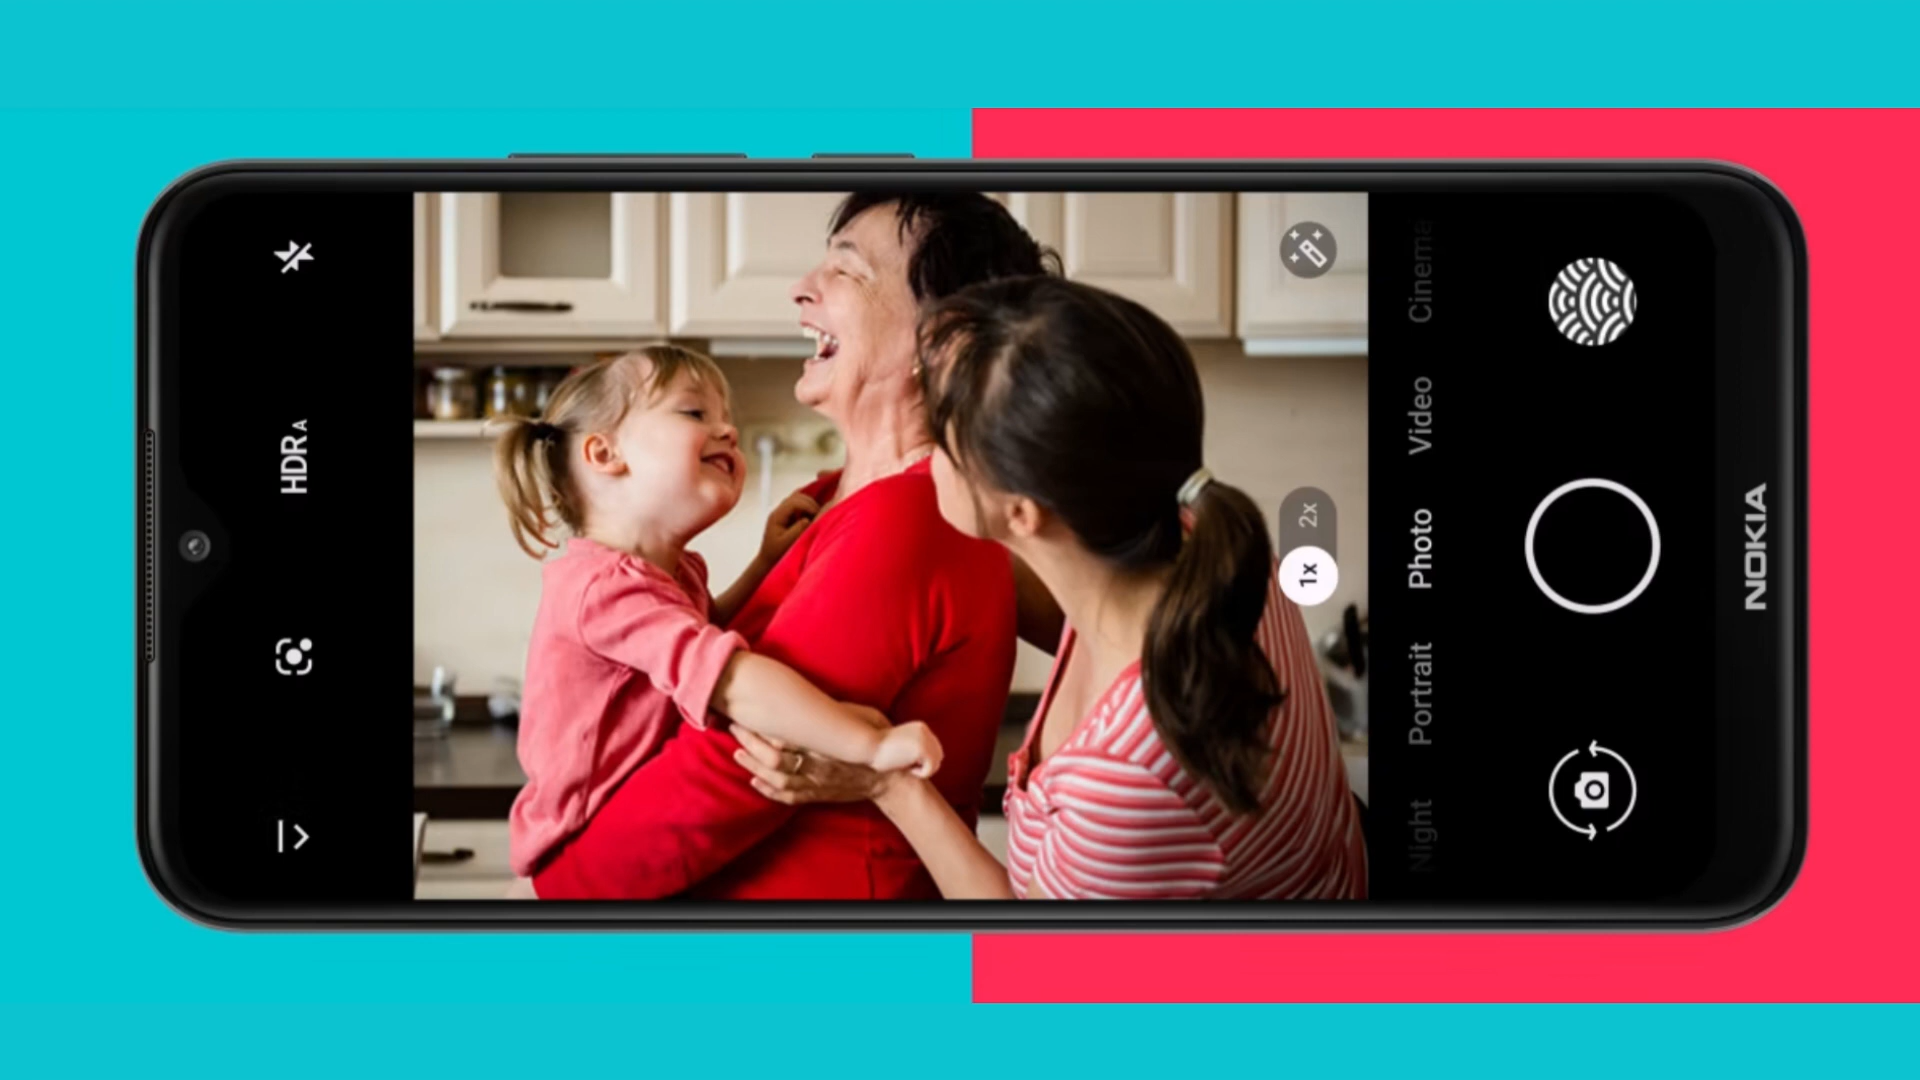 HDR A
2x
1x
Cinema
Video
Photo
Portrait
Night
NOKIA